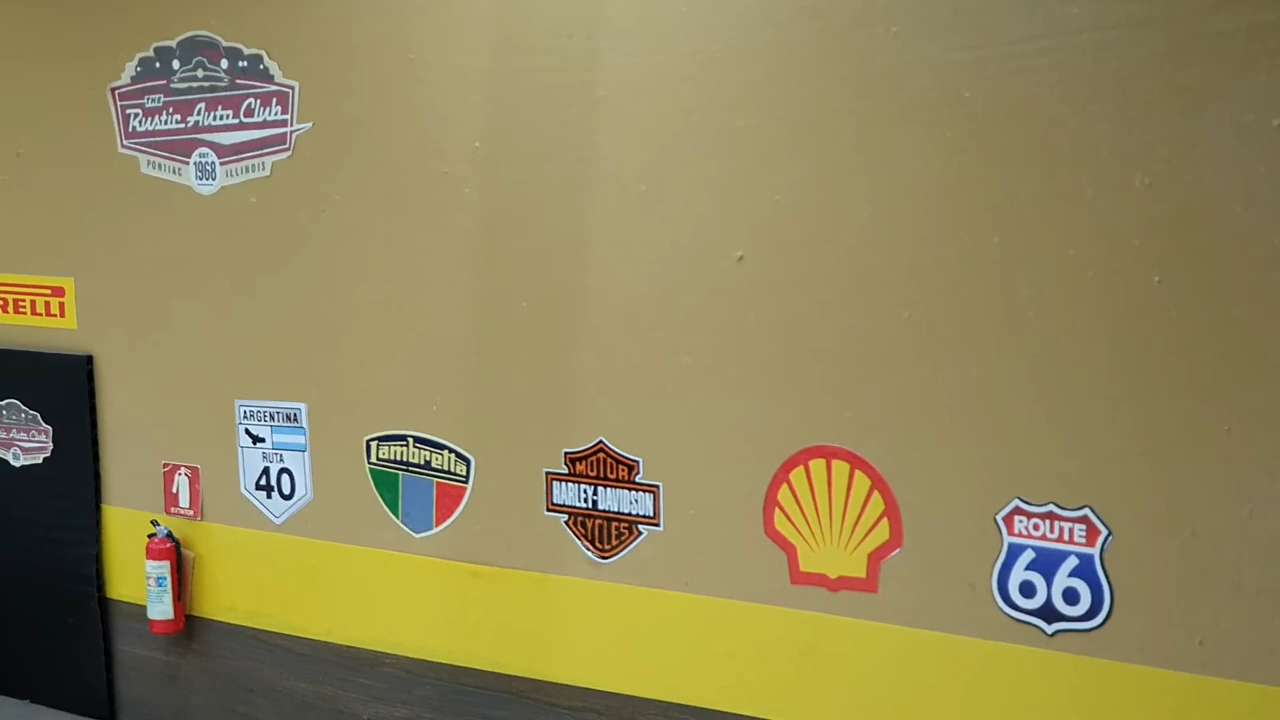 THE
Rustic Auto Club
EST
1968
PONTIAC ILLINOIS
RELLI
EXTINTOR
ARGENTINA
RUTA
40
Lambretta
MOTOR
HARLEY-DAVIDSON
CYCLES
ROUTE
66